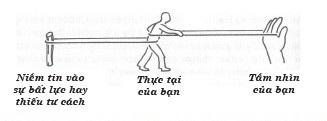 Niềm tin vào
sự bất lực hay
thiếu tư cách
Thực tại
của bạn
Tầm nhìn
của bạn